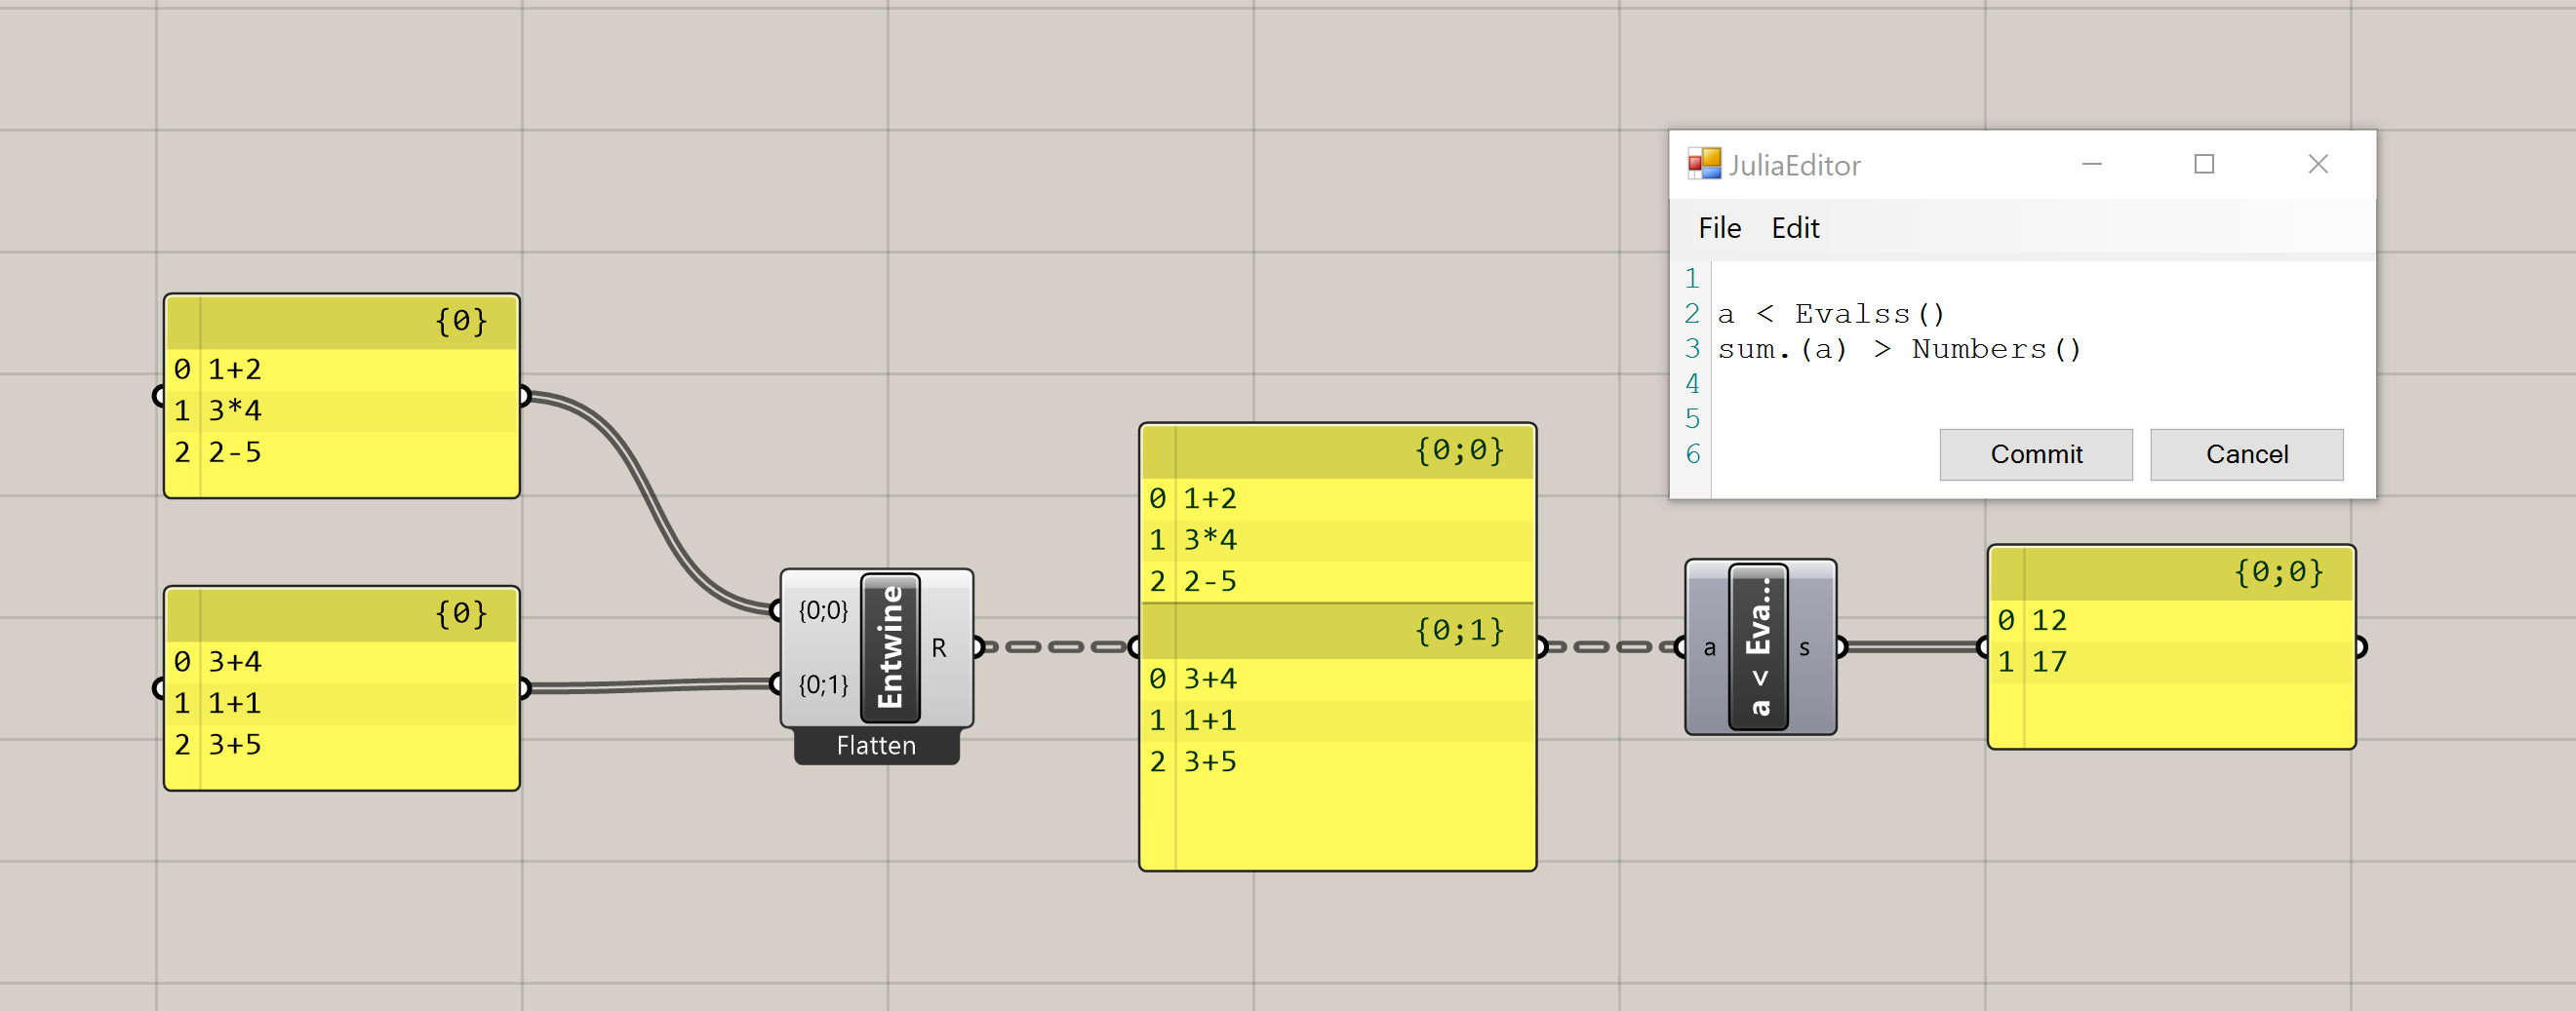 {0}
0 1+2
1 3*4
2 2-5
{0}
0 3+4
1 1+1
2 3+5
{0;0}
{0;1}
Entwine
R
Flatten
{0;0}
0 1+2
1 3*4
2 2-5
{0;1}
0 3+4
1 1+1
2 3+5
JuliaEditor
File Edit
1
2 a < Evalss()
3 sum.(a) > Numbers()
4
5
6
Commit Cancel
a
a < Eva...
s
{0;0}
0 12
1 17